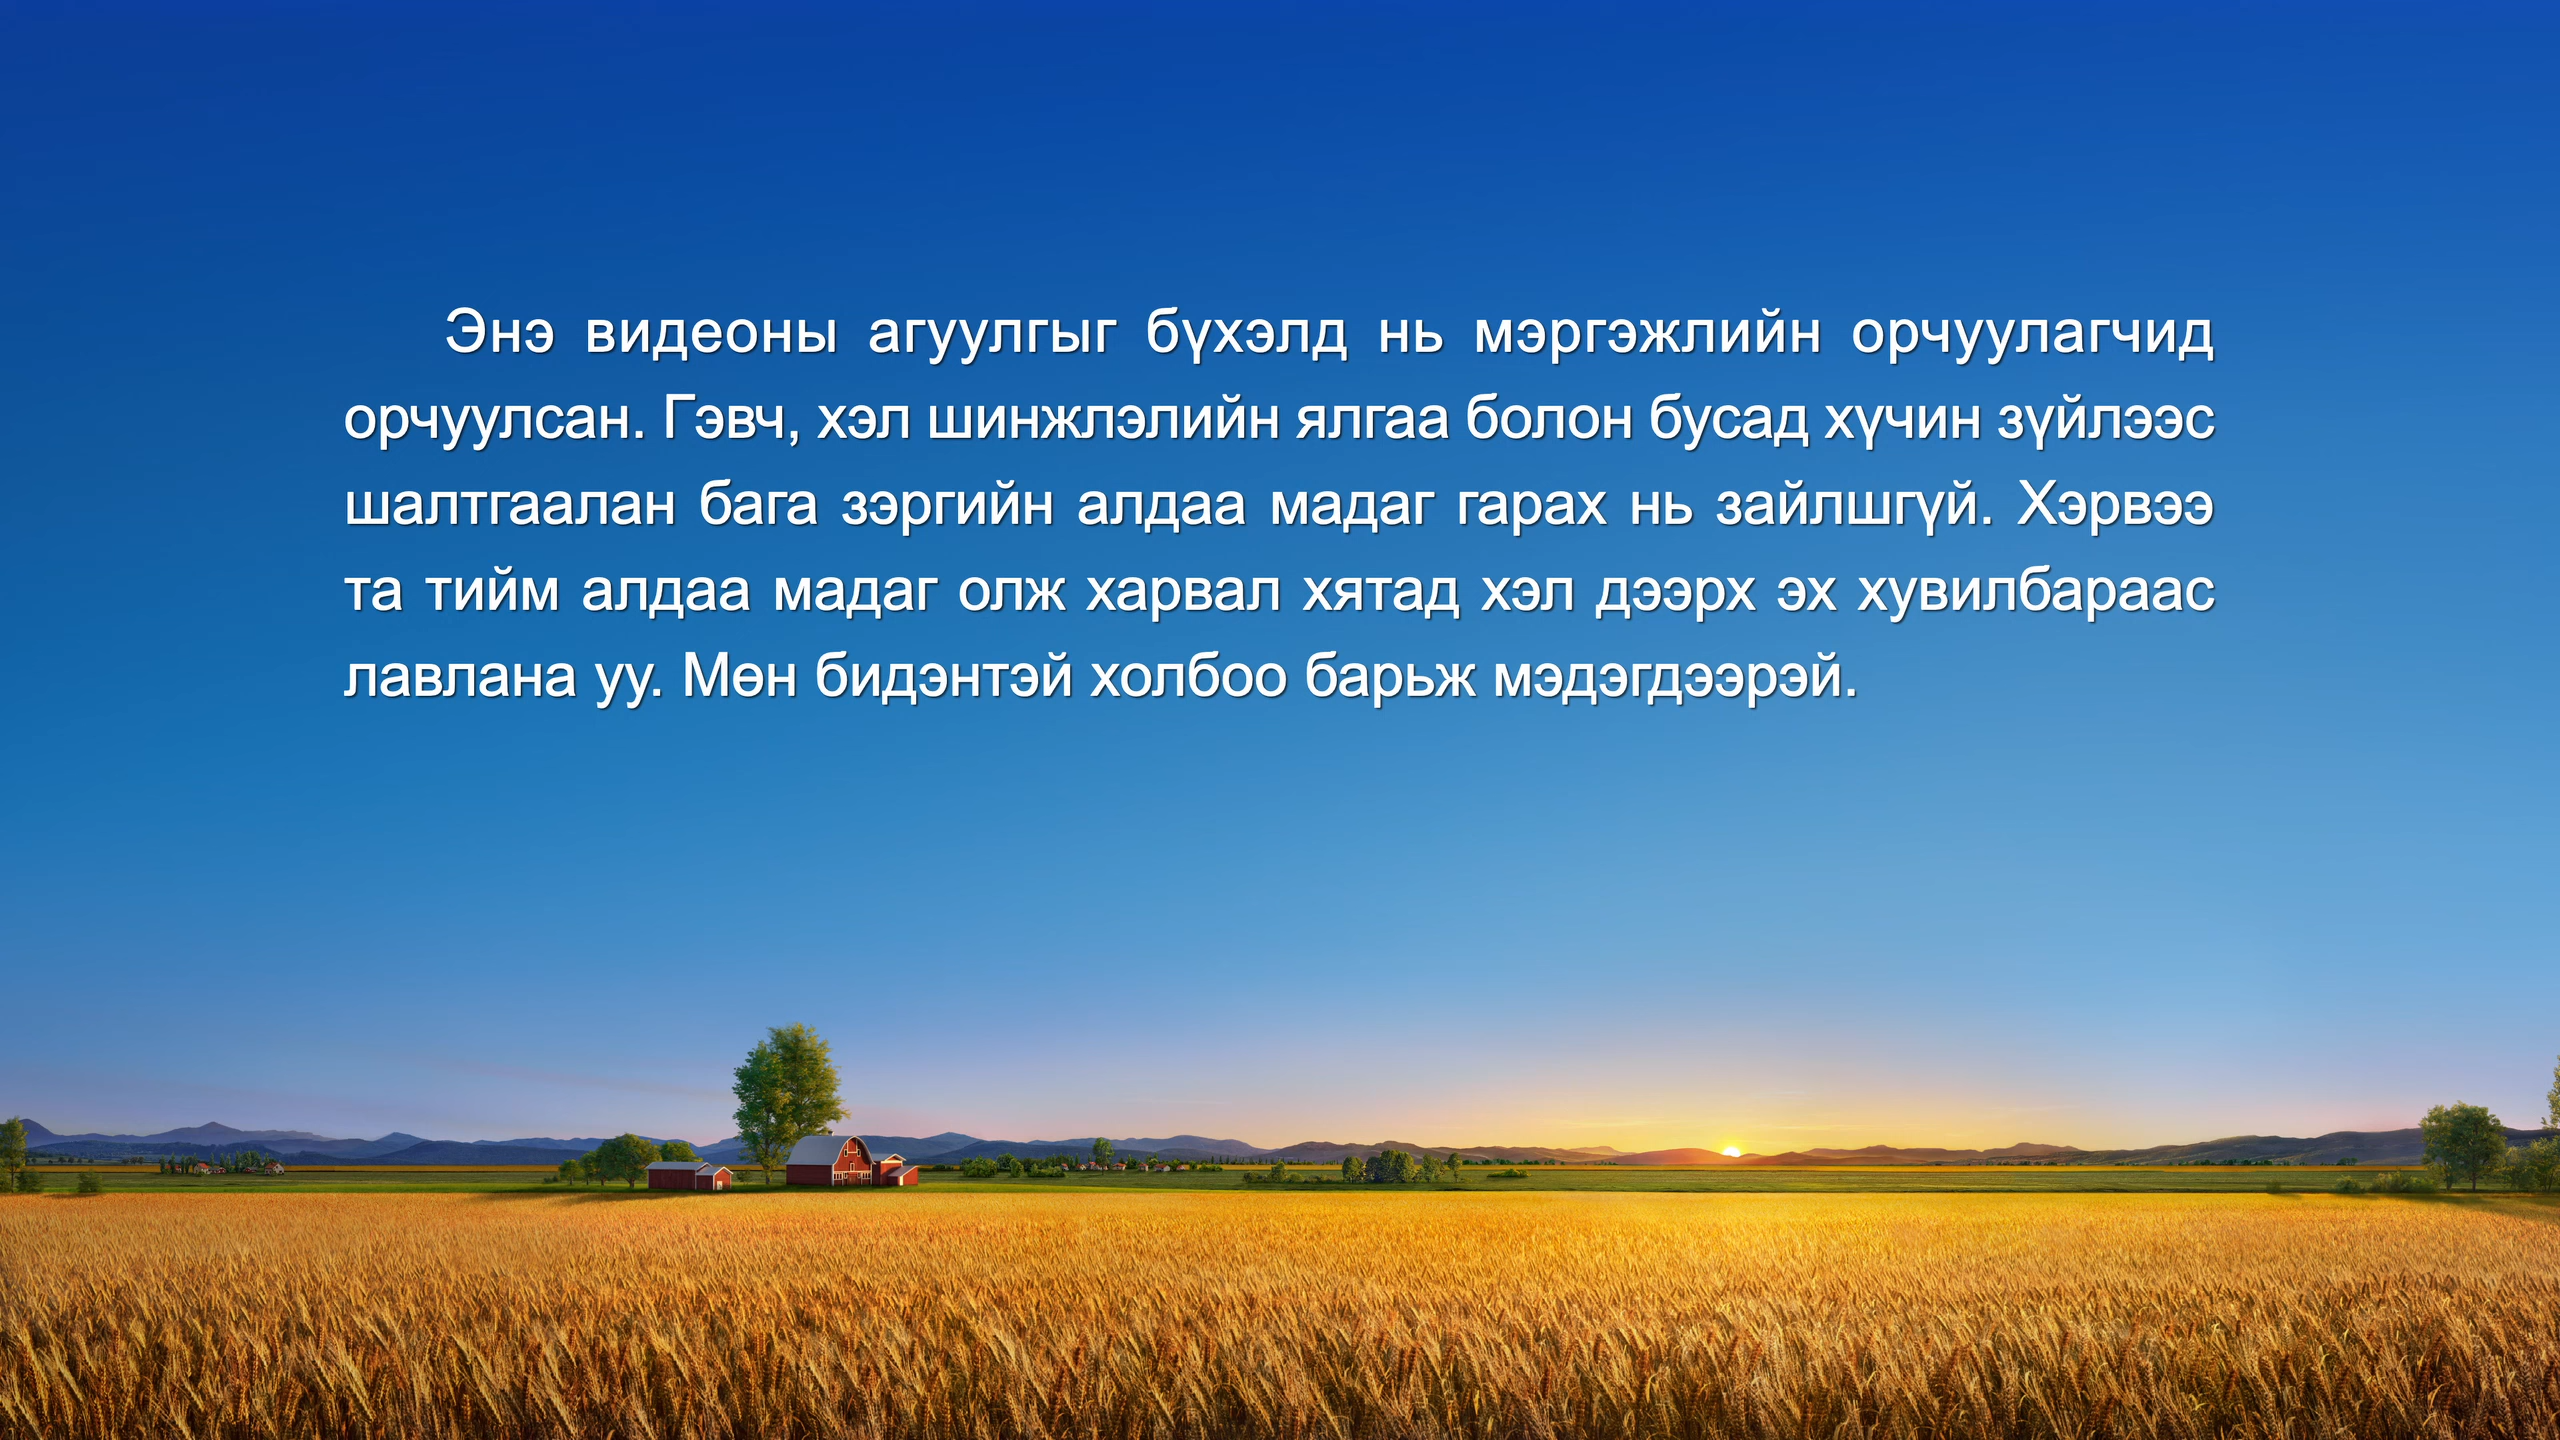 Энэ видеоны агуулгыг бүхэлд нь мэргэжлийн орчуулагчид
орчуулсан. Гэвч, хэл шинжлэлийн ялгаа болон бусад хүчин зүйлээс
шалтгаалан бага зэргийн алдаа мадаг гарах нь зайлшгүй. Хэрвээ
та тийм алдаа мадаг олж харвал хятад хэл дээрх эх хувилбараас
лавлана уу. Мөн бидэнтэй холбоо барьж мэдэгдээрэй.